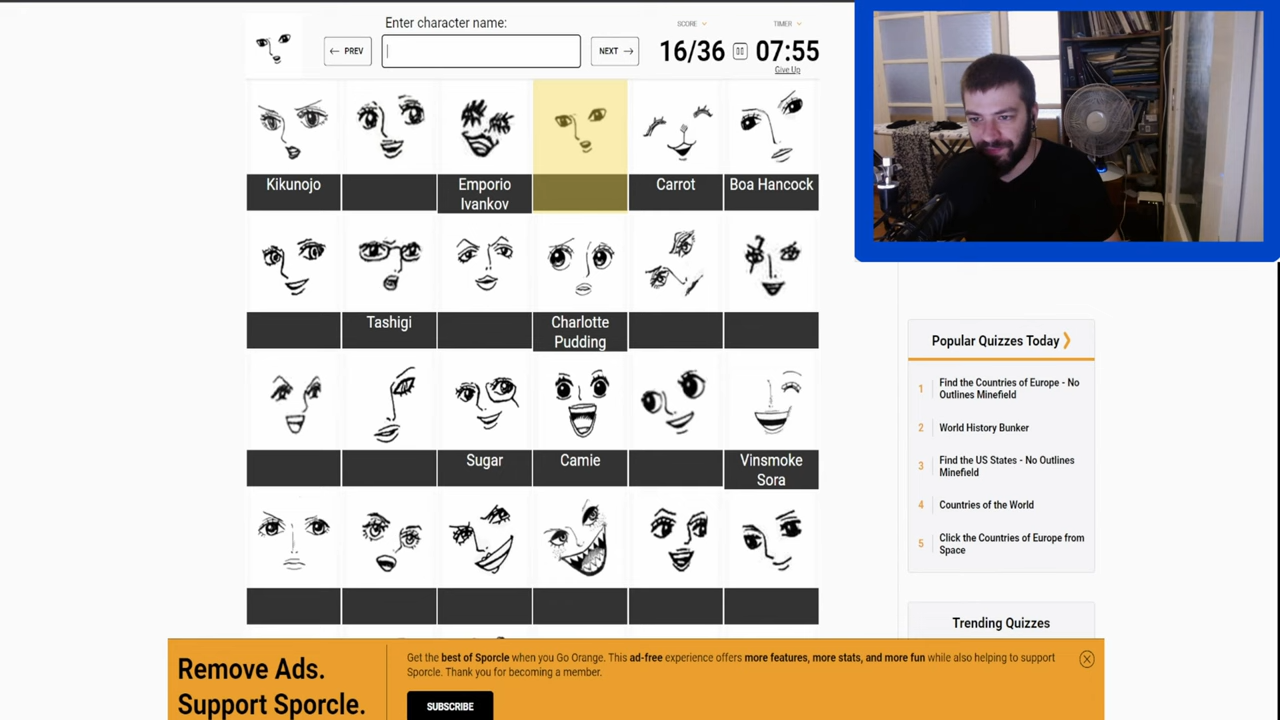 Enter character name:
← PREV
NEXT →
SCORE
16/36
TIMER
07:55
Give Up
Kikunojo
Emporio
Ivankov
Carrot
Boa Hancock
Tashigi
Charlotte
Pudding
Sugar
Camie
Vinsmoke
Sora
Popular Quizzes Today
1 Find the Countries of Europe - No
Outlines Minefield
2 World History Bunker
3 Find the US States - No Outlines
Minefield
4 Countries of the World
5 Click the Countries of Europe from
Space
Trending Quizzes
Remove Ads.
Support Sporcle.
Get the best of Sporcle when you Go Orange. This ad-free experience offers more features, more stats, and more fun while also helping to support
Sporcle. Thank you for becoming a member.
SUBSCRIBE